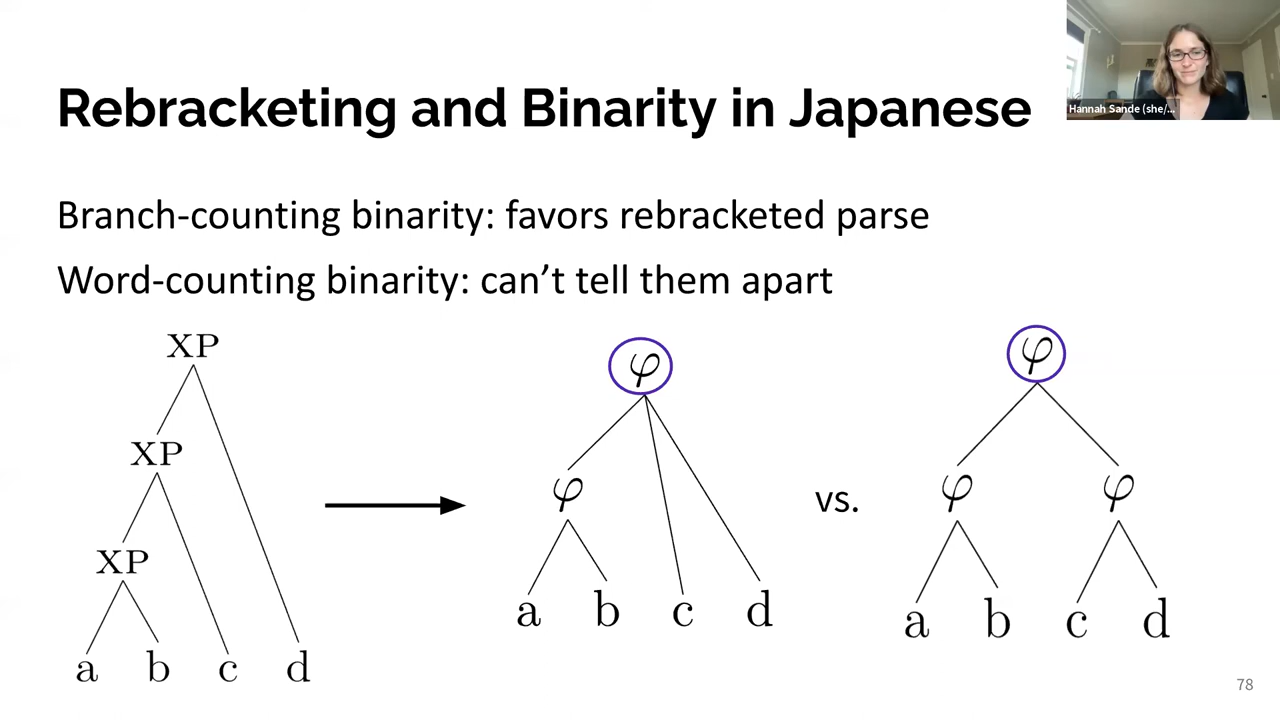 Hannah Sande (she/...
Rebracketing and Binarity in Japanese
Branch-counting binarity: favors rebracketed parse
Word-counting binarity: can’t tell them apart
XP
XP
XP
a b c d
φ
φ
a b c d
vs.
φ
φ φ
a b c d
78